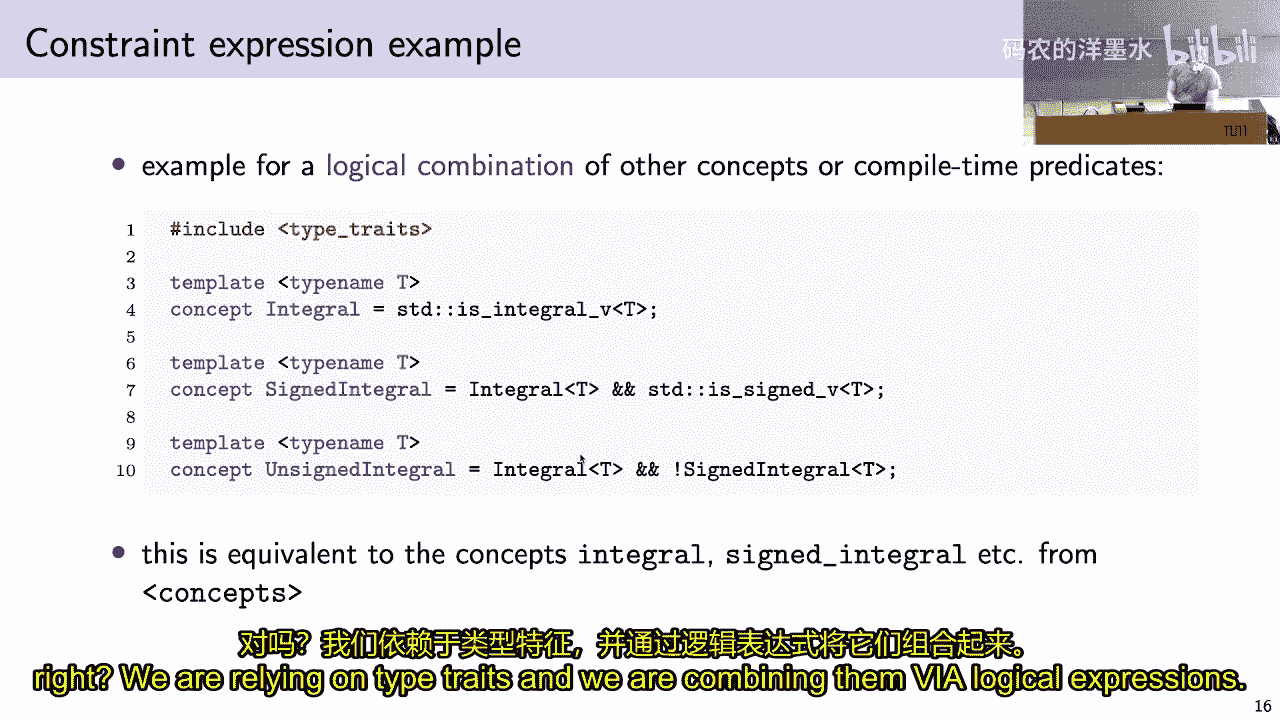 Constraint expression example
码农的洋墨水 bilibili
TUM
• example for a logical combination of other concepts or compile-time predicates:
1 #include <type_traits>
2
3 template <typename T>
4 concept Integral = std::is_integral_v<T>;
5
6 template <typename T>
7 concept SignedIntegral = Integral<T> && std::is_signed_v<T>;
8
9 template <typename T>
10 concept UnsignedIntegral = Integral<T> && !SignedIntegral<T>;
• this is equivalent to the concepts integral, signed_integral etc. from
<concepts>
对吗？我们依赖于类型特征，并通过逻辑表达式将它们组合起来。
right? We are relying on type traits and we are combining them VIA logical expressions.
16